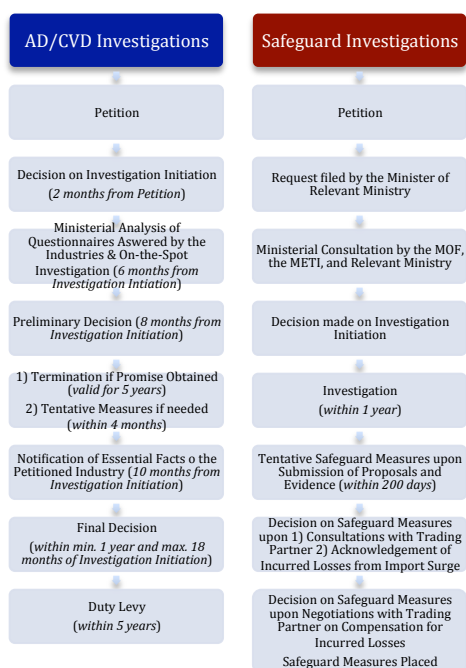 AD/CVD Investigations
Petition
Decision on Investigation Initiation
(2 months from Petition)
Ministerial Analysis of
Questionnaires Aswered by the
Industries & On-the-Spot
Investigation (6 months from
Investigation Intiation)
Preliminary Decision (8 months from
Investigation Initiation)
1) Termination if Promise Obtained
(valid for 5 years)
2) Tentative Measures if needed
(within 4 months)
Notification of Essential Facts o the
Petitioned Industry (10 months from
Investigation Initiation)
Final Decision
(within min. 1 year and max. 18
months of Investigation Initiation)
Duty Levy
(within 5 years)
Safeguard Investigations
Petition
Request filed by the Minister of
Relevant Ministry
Ministerial Consultation by the MOF,
the METI, and Relevant Ministry
Decision made on Investigation
Initiation
Investigation
(within 1 year)
Tentative Safeguard Measures upon
Submission of Proposals and
Evidence (within 200 days)
Decision on Safeguard Measures
upon 1) Consultations with Trading
Partner 2) Acknowledgement of
Incurred Losses from Import Surge
Decision on Safeguard Measures
upon Negotiations with Trading
Partner on Compensation for
Incurred Losses
Safeguard Measures Placed